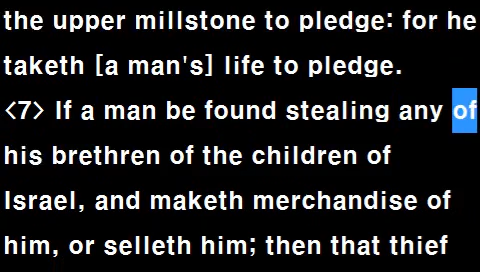 the upper millstone to pledge: for he
taketh [a man's] life to pledge.
<7> If a man be found stealing any of
his brethren of the children of
Israel, and maketh merchandise of
him, or selleth him; then that thief